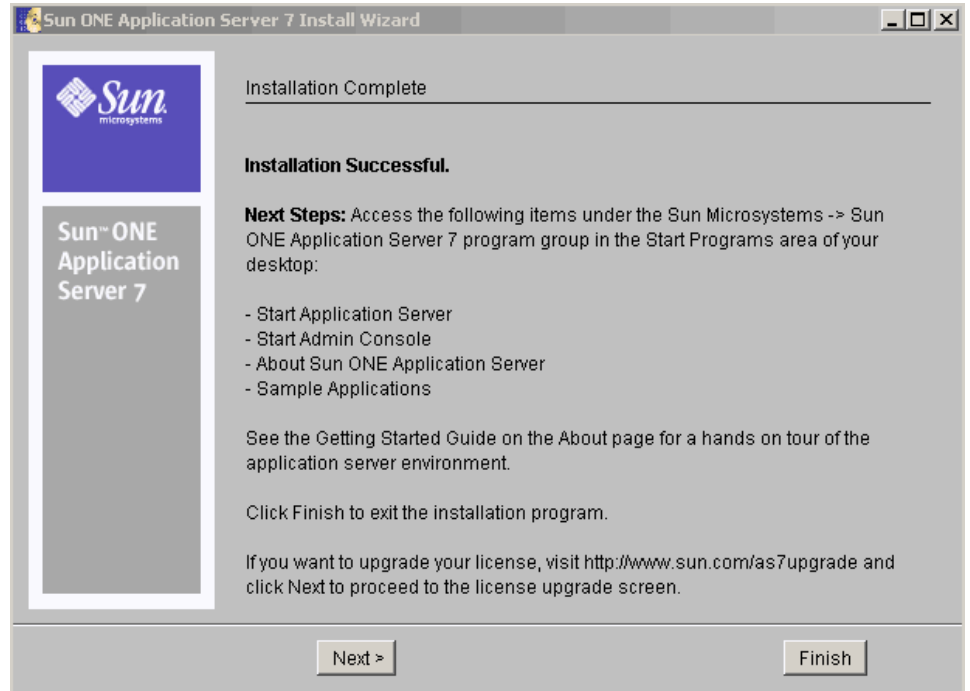 Sun ONE Application Server 7 Install Wizard
Sun
microsystems
Sun™ ONE
Application
Server 7
Installation Complete
Installation Successful.
Next Steps: Access the following items under the Sun Microsystems -> Sun
ONE Application Server 7 program group in the Start Programs area of your
desktop:
- Start Application Server
- Start Admin Console
- About Sun ONE Application Server
- Sample Applications
See the Getting Started Guide on the About page for a hands on tour of the
application server environment.
Click Finish to exit the installation program.
If you want to upgrade your license, visit http://www.sun.com/as7upgrade and
click Next to proceed to the license upgrade screen.
Next >
Finish